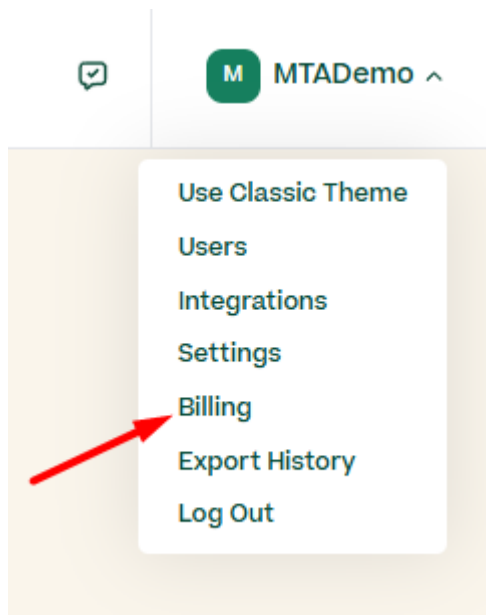 M MTADemo
Use Classic Theme
Users
Integrations
Settings
Billing
Export History
Log Out